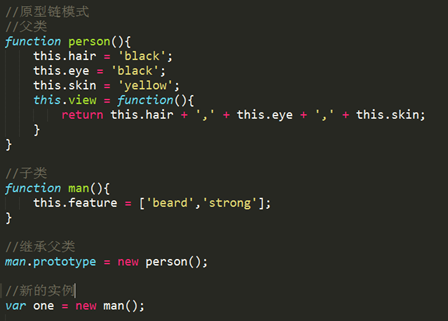 //原型链模式
//父类
function person(){
    this.hair = 'black';
    this.eye = 'black';
    this.skin = 'yellow';
    this.view = function(){
        return this.hair + ',' + this.eye + ',' + this.skin;
    }
}

//子类
function man(){
    this.feature = ['beard','strong'];
}

//继承父类
man.prototype = new person();

//新的实例
var one = new man();